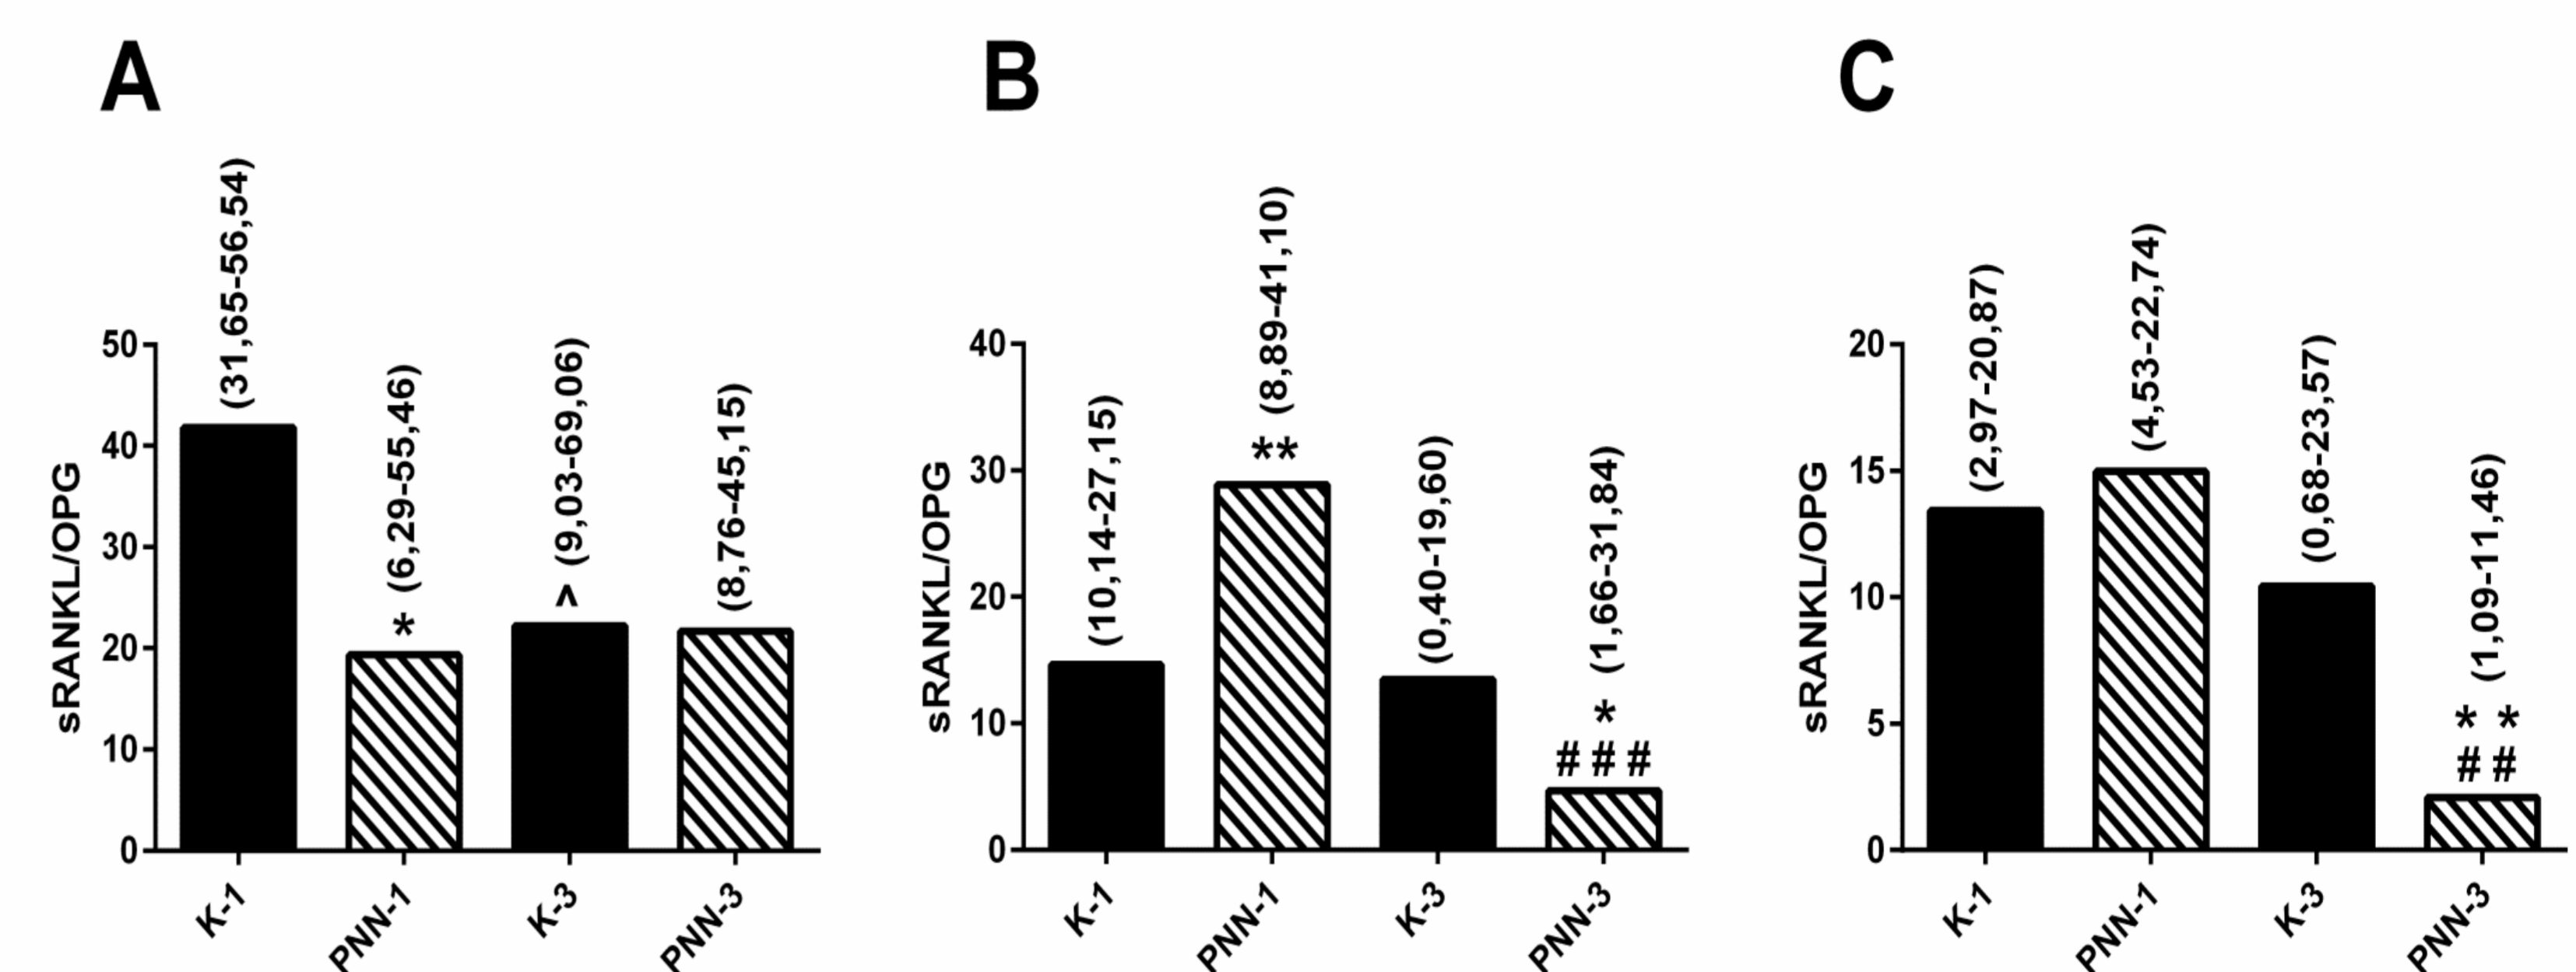 A
B
C
(31,65-56,54)
* (6,29-55,46)
^ (9,03-69,06)
(8,76-45,15)
50
40
30
20
10
0
sRANKL/OPG
K-1
PNN-1
K-3
PNN-3
(10,14-27,15)
** (8,89-41,10)
(0,40-19,60)
* (1,66-31,84)
###
40
30
20
10
0
sRANKL/OPG
K-1
PNN-1
K-3
PNN-3
(2,97-20,87)
(4,53-22,74)
(0,68-23,57)
(1,09-11,46)
* *
# #
20
15
10
5
0
sRANKL/OPG
K-1
PNN-1
K-3
PNN-3